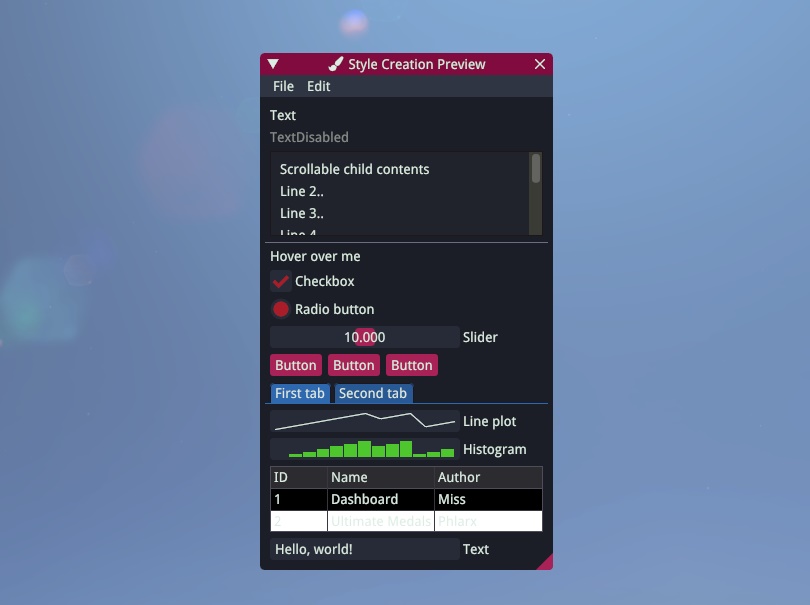 Style Creation Preview
File Edit
Text
TextDisabled
Scrollable child contents
Line 2..
Line 3..
Line 4
Hover over me
Checkbox
Radio button
10.000 Slider
Button Button Button
First tab Second tab
Line plot
Histogram
ID Name Author
1 Dashboard Miss
2 Ultimate Medals Phlarx
Hello, world! Text